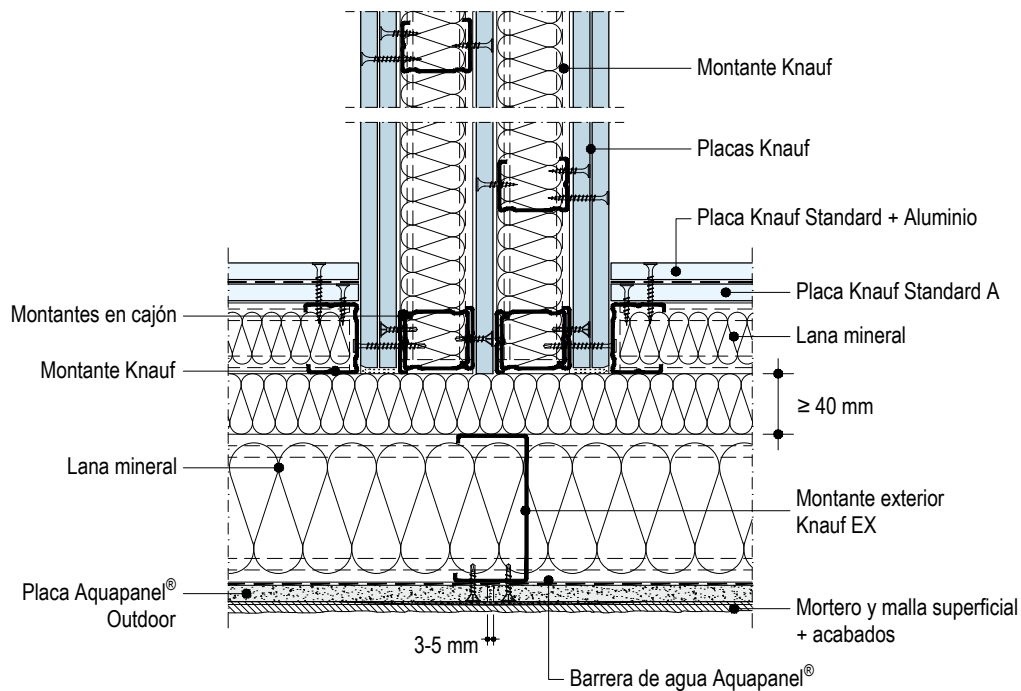 Montante Knauf
Placas Knauf
Placa Knauf Standard + Aluminio
Placa Knauf Standard A
Montantes en cajón
Lana mineral
Montante Knauf
≥ 40 mm
Lana mineral
Montante exterior
Knauf EX
Placa Aquapanel®
Outdoor
Mortero y malla superficial
+ acabados
3-5 mm
Barrera de agua Aquapanel®